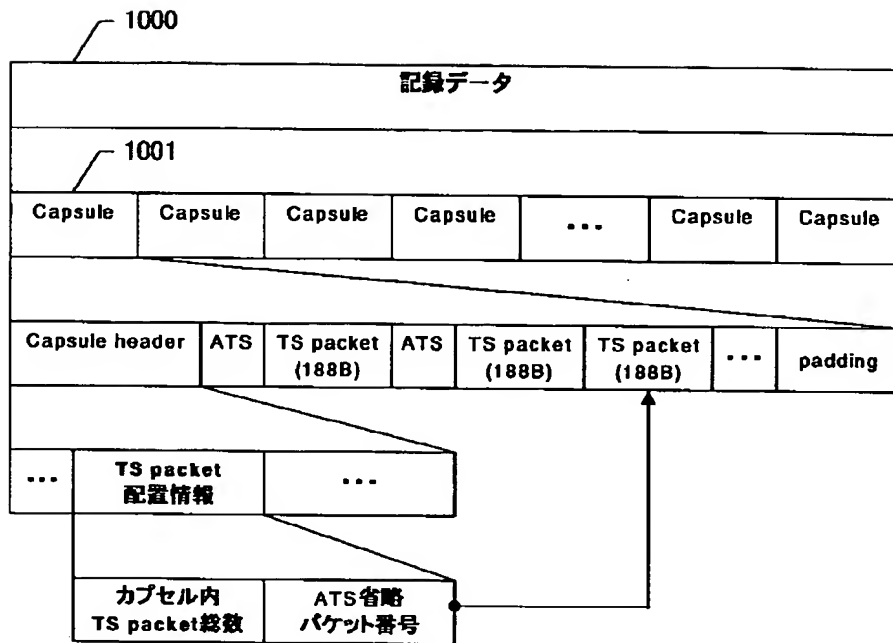 1000
記録データ
1001
Capsule Capsule Capsule Capsule ... Capsule Capsule
Capsule header ATS TS packet ATS TS packet TS packet ... padding
(188B) (188B) (188B)
... TS packet ...
配置情報
カプセル内 ATS省略
TS packet総数 パケット番号